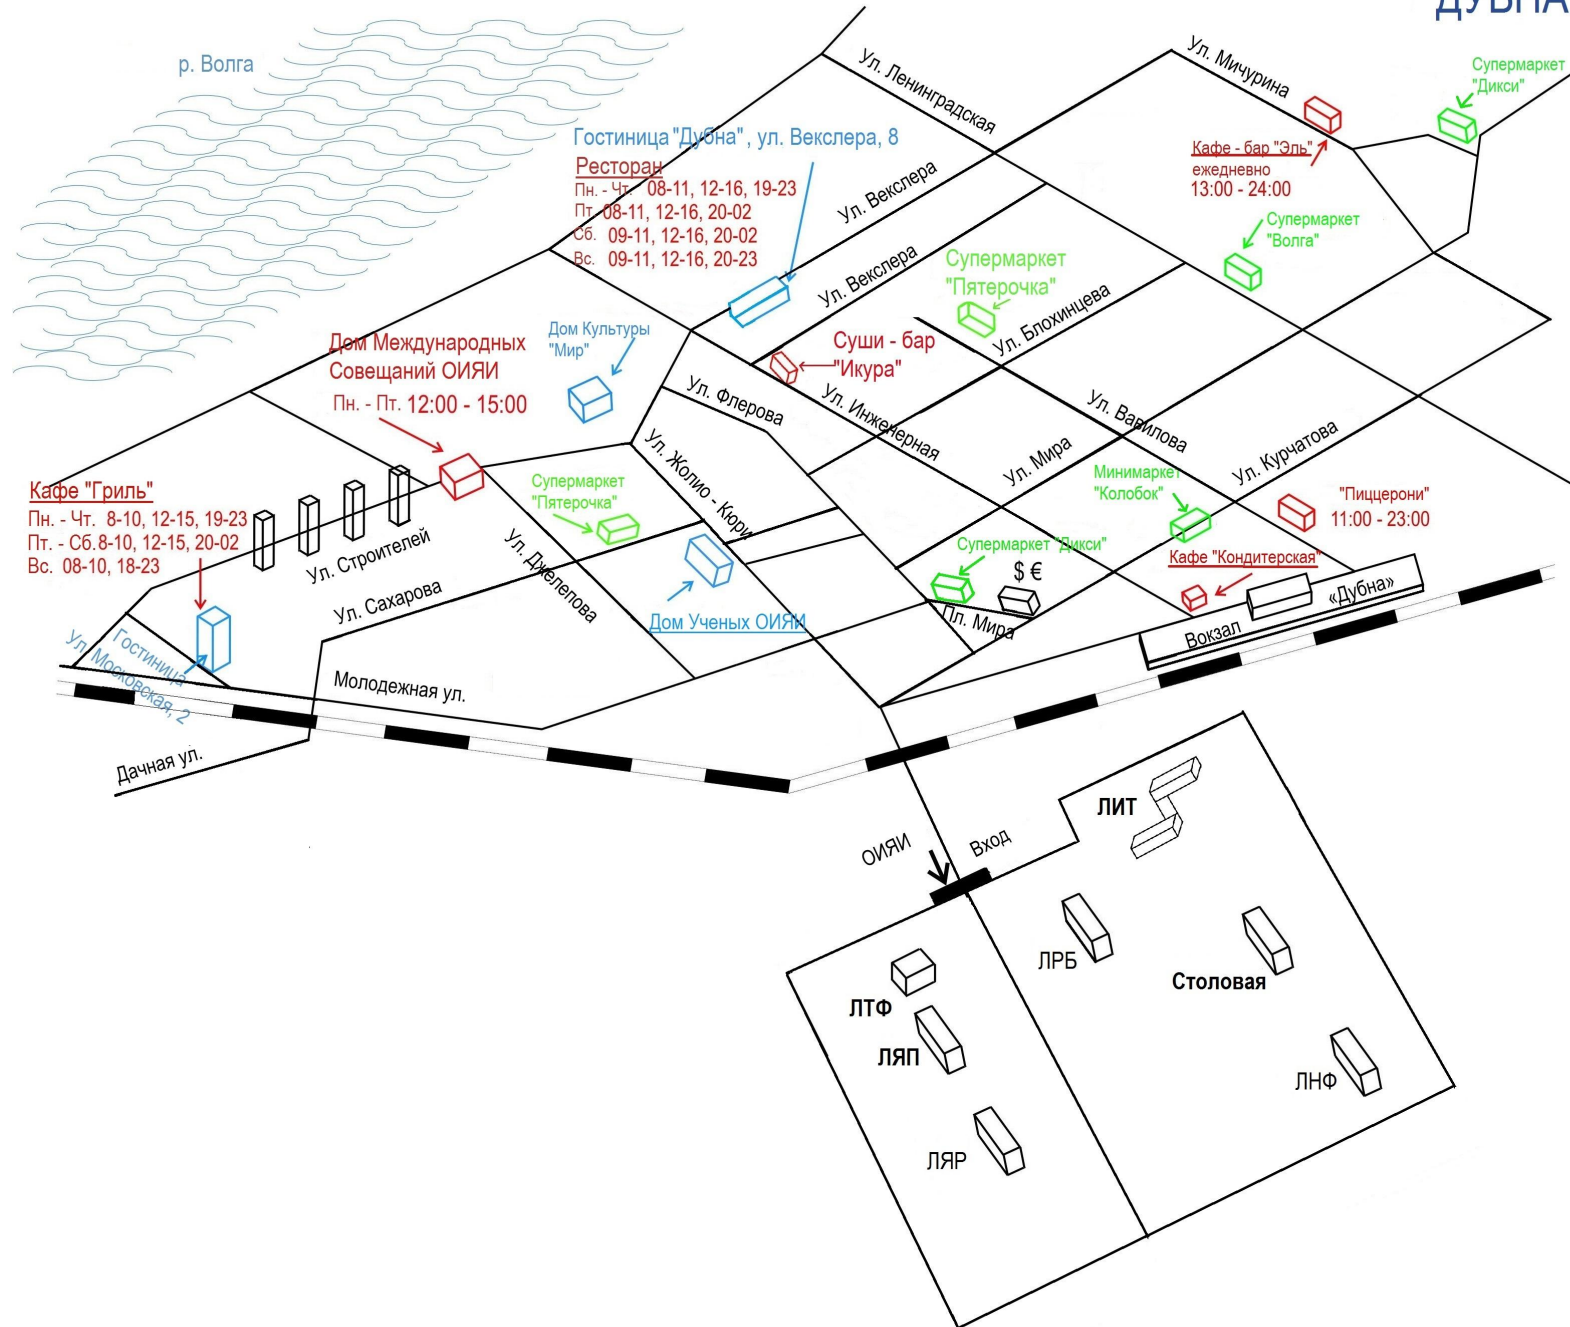 ДУБНА
р. Волга
Ул. Ленинградская
Ул. Мичурина
Супермаркет
"Дикси"
Гостиница "Дубна", ул. Векслера, 8
Ресторан
Пн. - Чт. 08-11, 12-16, 19-23
Пт. 08-11, 12-16, 20-02
Сб. 09-11, 12-16, 20-02
Вс. 09-11, 12-16, 20-23
Кафе - бар "Эль"
ежедневно
13:00 - 24:00
Ул. Векслера
Ул. Векслера
Супермаркет
"Волга"
Супермаркет
"Пятерочка"
Ул. Блохинцева
Дом Культуры
"Мир"
Дом Международных
Совещаний ОИЯИ
Пн. - Пт. 12:00 - 15:00
Суши - бар
"Икура"
Ул. Флерова
Ул. Инженерная
Ул. Вавилова
Ул. Мира
Ул. Курчатова
Ул. Жолио - Кюри
Минимаркет
"Колобок"
"Пиццерони"
11:00 - 23:00
Супермаркет
"Пятерочка"
Кафе "Гриль"
Пн. - Чт. 8-10, 12-15, 19-23
Пт. - Сб. 8-10, 12-15, 20-02
Вс. 08-10, 18-23
Ул. Строителей
Ул. Джелепова
Супермаркет "Дикси"
$ €
Кафе "Кондитерская"
Ул. Сахарова
Дом Ученых ОИЯИ
Пл. Мира
Вокзал «Дубна»
Гостиница
Ул. Московская, 2
Молодежная ул.
Дачная ул.
ОИЯИ
Вход
ЛИТ
ЛРБ
Столовая
ЛТФ
ЛЯП
ЛНФ
ЛЯР